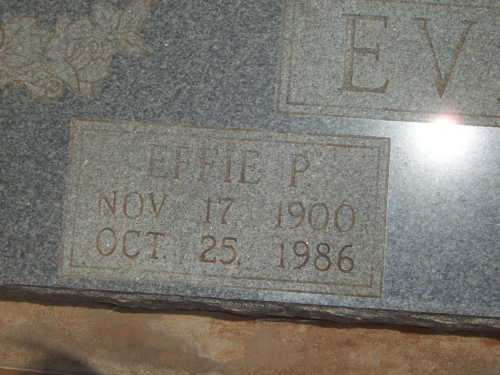 EV
EFFIE P.
NOV. 17, 1900
OCT. 25, 1986